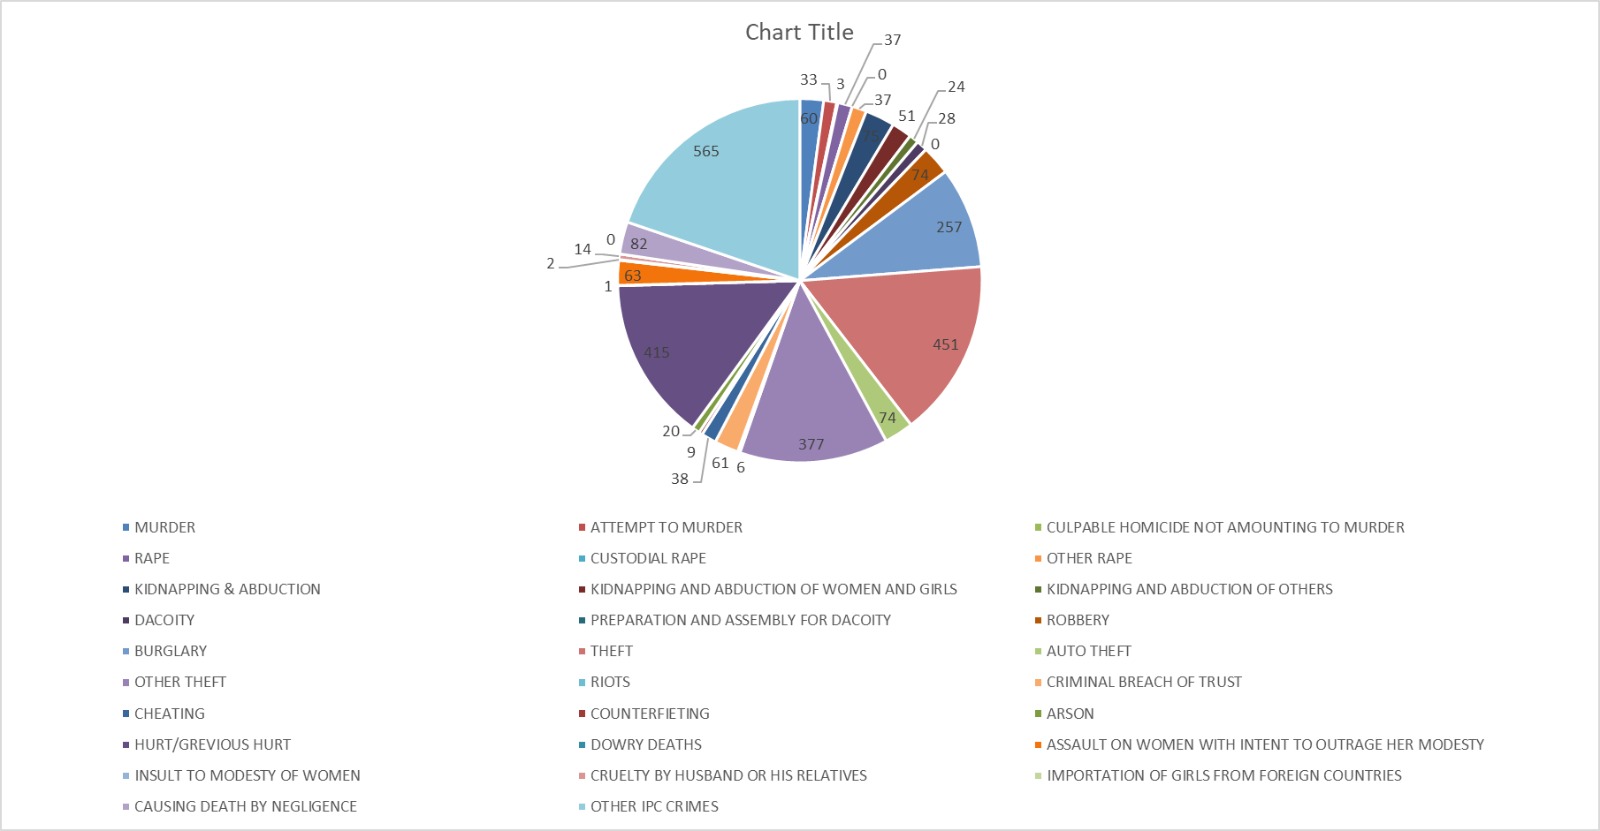 Chart Title
37
33
3
0
37
24
51
28
0
60
75
74
565
257
0
82
14
2
63
1
451
415
74
377
20
9
61
6
38
MURDER
ATTEMPT TO MURDER
CULPABLE HOMICIDE NOT AMOUNTING TO MURDER
RAPE
CUSTODIAL RAPE
OTHER RAPE
KIDNAPPING & ABDUCTION
KIDNAPPING AND ABDUCTION OF WOMEN AND GIRLS
KIDNAPPING AND ABDUCTION OF OTHERS
DACOITY
PREPARATION AND ASSEMBLY FOR DACOITY
ROBBERY
BURGLARY
THEFT
AUTO THEFT
OTHER THEFT
RIOTS
CRIMINAL BREACH OF TRUST
CHEATING
COUNTERFIETING
ARSON
HURT/GREVIOUS HURT
DOWRY DEATHS
ASSAULT ON WOMEN WITH INTENT TO OUTRAGE HER MODESTY
INSULT TO MODESTY OF WOMEN
CRUELTY BY HUSBAND OR HIS RELATIVES
IMPORTATION OF GIRLS FROM FOREIGN COUNTRIES
CAUSING DEATH BY NEGLIGENCE
OTHER IPC CRIMES